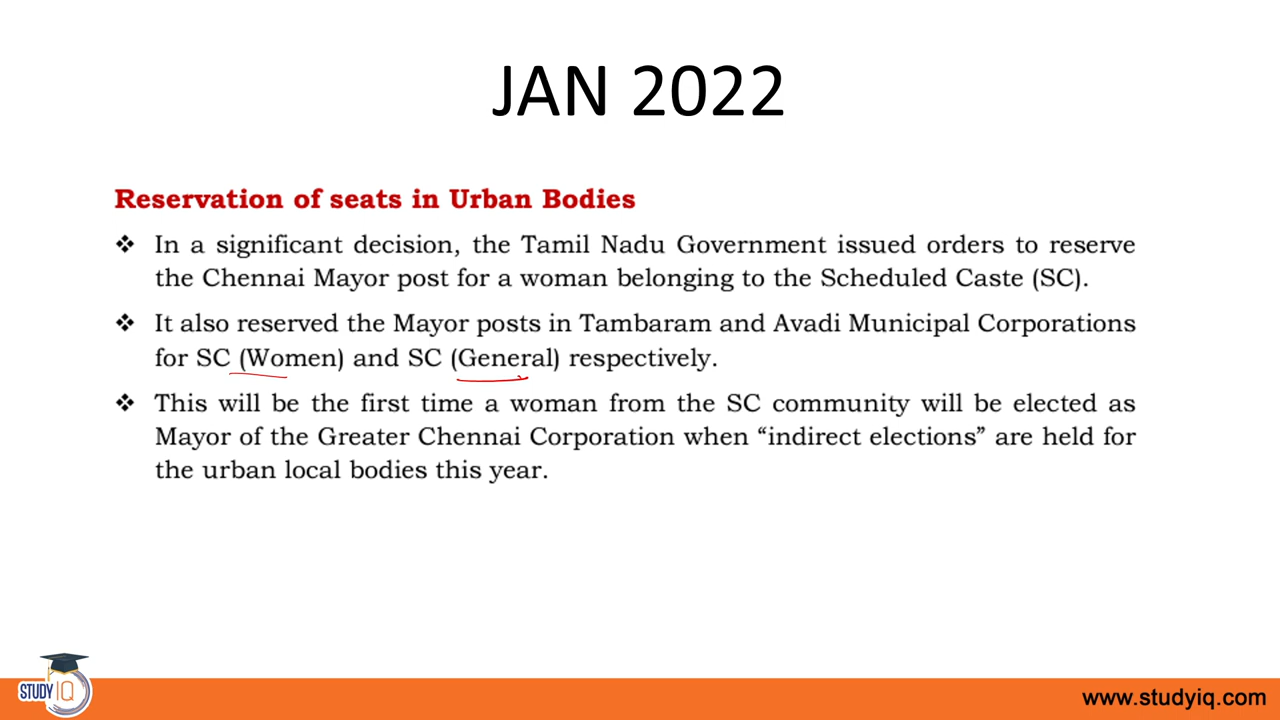 JAN 2022
Reservation of seats in Urban Bodies
❖ In a significant decision, the Tamil Nadu Government issued orders to reserve
the Chennai Mayor post for a woman belonging to the Scheduled Caste (SC).
❖ It also reserved the Mayor posts in Tambaram and Avadi Municipal Corporations
for SC (Women) and SC (General) respectively.
❖ This will be the first time a woman from the SC community will be elected as
Mayor of the Greater Chennai Corporation when “indirect elections” are held for
the urban local bodies this year.
STUDY IQ
www.studyiq.com